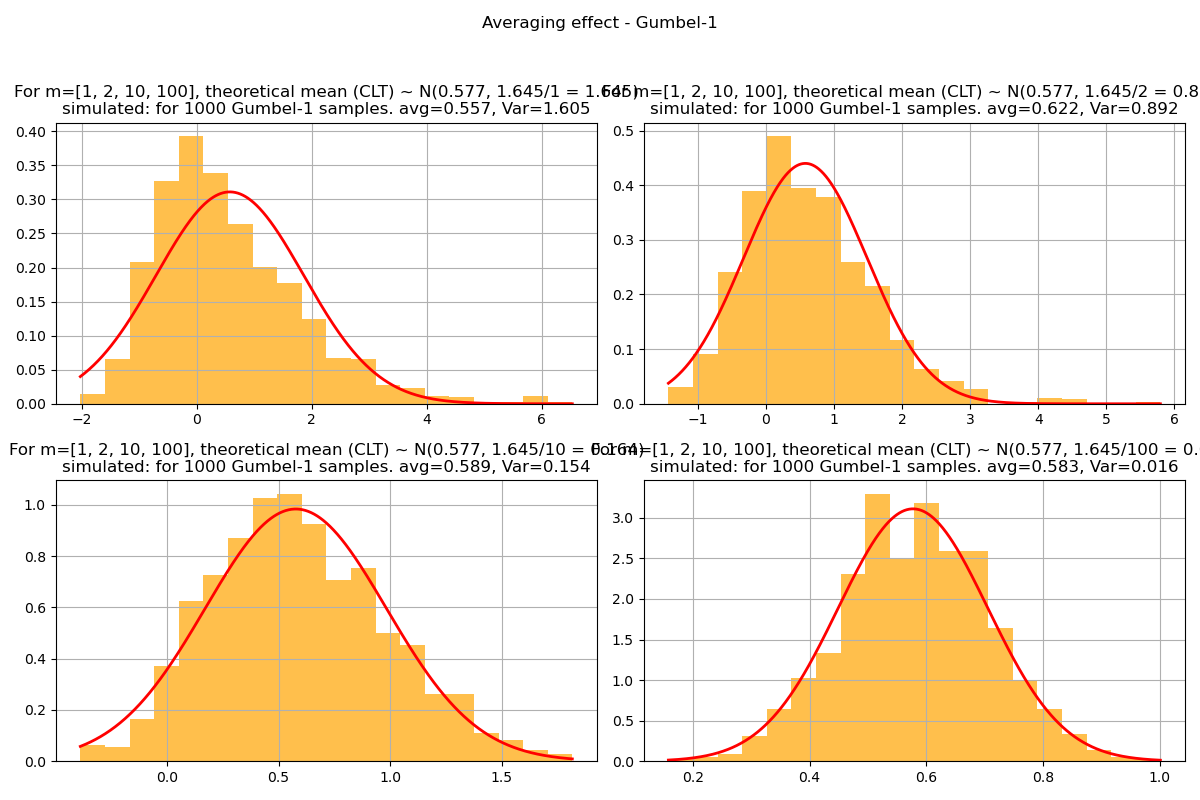 Averaging effect - Gumbel-1
For m=[1, 2, 10, 100], theoretical mean (CLT) ~ N(0.577, 1.645/1 = 1.645)
simulated: for 1000 Gumbel-1 samples. avg=0.557, Var=1.605
0.40
0.35
0.30
0.25
0.20
0.15
0.10
0.05
0.00
−2 0 2 4 6
For m=[1, 2, 10, 100], theoretical mean (CLT) ~ N(0.577, 1.645/2 = 0.8
simulated: for 1000 Gumbel-1 samples. avg=0.622, Var=0.892
0.5
0.4
0.3
0.2
0.1
0.0
−1 0 1 2 3 4 5 6
For m=[1, 2, 10, 100], theoretical mean (CLT) ~ N(0.577, 1.645/10 = 0.164)
simulated: for 1000 Gumbel-1 samples. avg=0.589, Var=0.154
1.0
0.8
0.6
0.4
0.2
0.0
0.0 0.5 1.0 1.5
For m=[1, 2, 10, 100], theoretical mean (CLT) ~ N(0.577, 1.645/100 = 0.
simulated: for 1000 Gumbel-1 samples. avg=0.583, Var=0.016
3.0
2.5
2.0
1.5
1.0
0.5
0.0
0.2 0.4 0.6 0.8 1.0